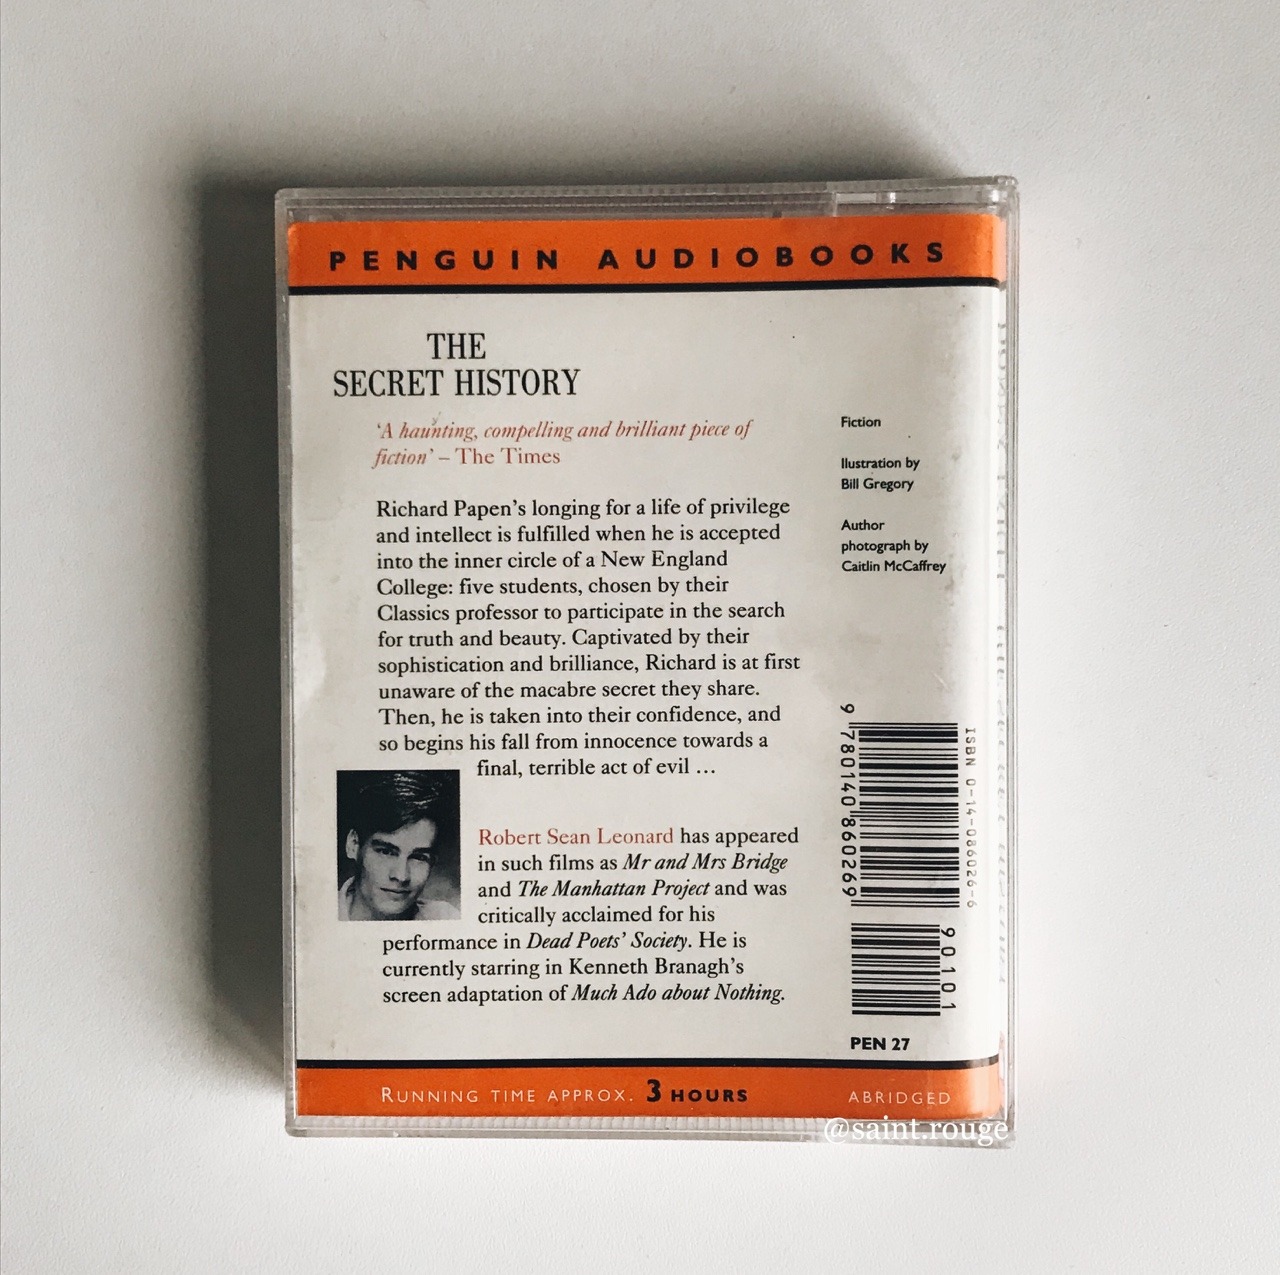 PENGUIN AUDIOBOOKS
THE
SECRET HISTORY
'A haunting, compelling and brilliant piece of
fiction' – The Times
Richard Papen's longing for a life of privilege
and intellect is fulfilled when he is accepted
into the inner circle of a New England
College: five students, chosen by their
Classics professor to participate in the search
for truth and beauty. Captivated by their
sophistication and brilliance, Richard is at first
unaware of the macabre secret they share.
Then, he is taken into their confidence, and
so begins his fall from innocence towards a
final, terrible act of evil ...
Robert Sean Leonard has appeared
in such films as Mr and Mrs Bridge
and The Manhattan Project and was
critically acclaimed for his
performance in Dead Poets' Society. He is
currently starring in Kenneth Branagh's
screen adaptation of Much Ado about Nothing.
Fiction
Ilustration by
Bill Gregory
Author
photograph by
Caitlin McCaffrey
ISBN 0-14-086026-6
9 780140 860269
90101
PEN 27
RUNNING TIME APPROX. 3 HOURS
ABRIDGED
@saint.rouge